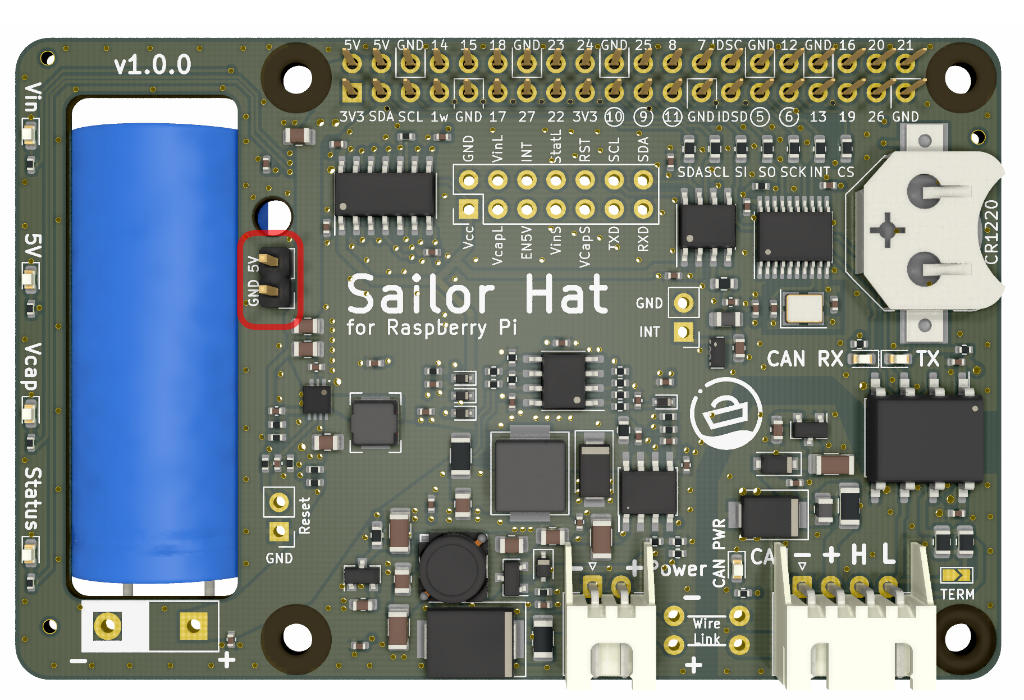 v1.0.0
5V 5V GND 14 15 18 GND 23 24 GND 25 8 7 IDSC GND 12 GND 16 20 21
3V3 SDA SCL 1w GND 17 27 22 3V3 10 9 11 GND IDSD 5 6 13 19 26 GND
Vin
5V
Vcap
Status
GND VinL INT StatL RST SCL SDA
Vcc VcapL EN5V VinS VCapS TXD RXD
SDA SCL SI SO SCK INT CS
CR1220
5V
GND
Sailor Hat
for Raspberry Pi
GND
INT
CAN RX TX
Reset
GND
- + Power
CAN PWR
CA - + H L
TERM
-
Wire
Link
+
- +